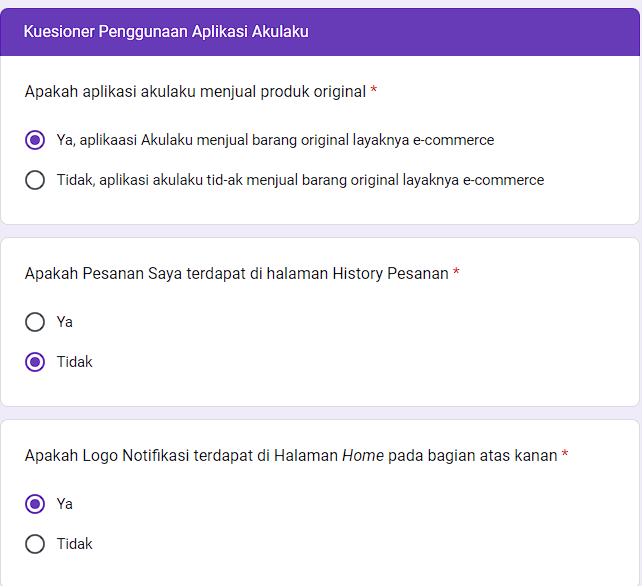 Kuesioner Penggunaan Aplikasi Akulaku
Apakah aplikasi akulaku menjual produk original *
Ya, aplikaasi Akulaku menjual barang original layaknya e-commerce
Tidak, aplikasi akulaku tid-ak menjual barang original layaknya e-commerce
Apakah Pesanan Saya terdapat di halaman History Pesanan *
Ya
Tidak
Apakah Logo Notifikasi terdapat di Halaman Home pada bagian atas kanan *
Ya
Tidak